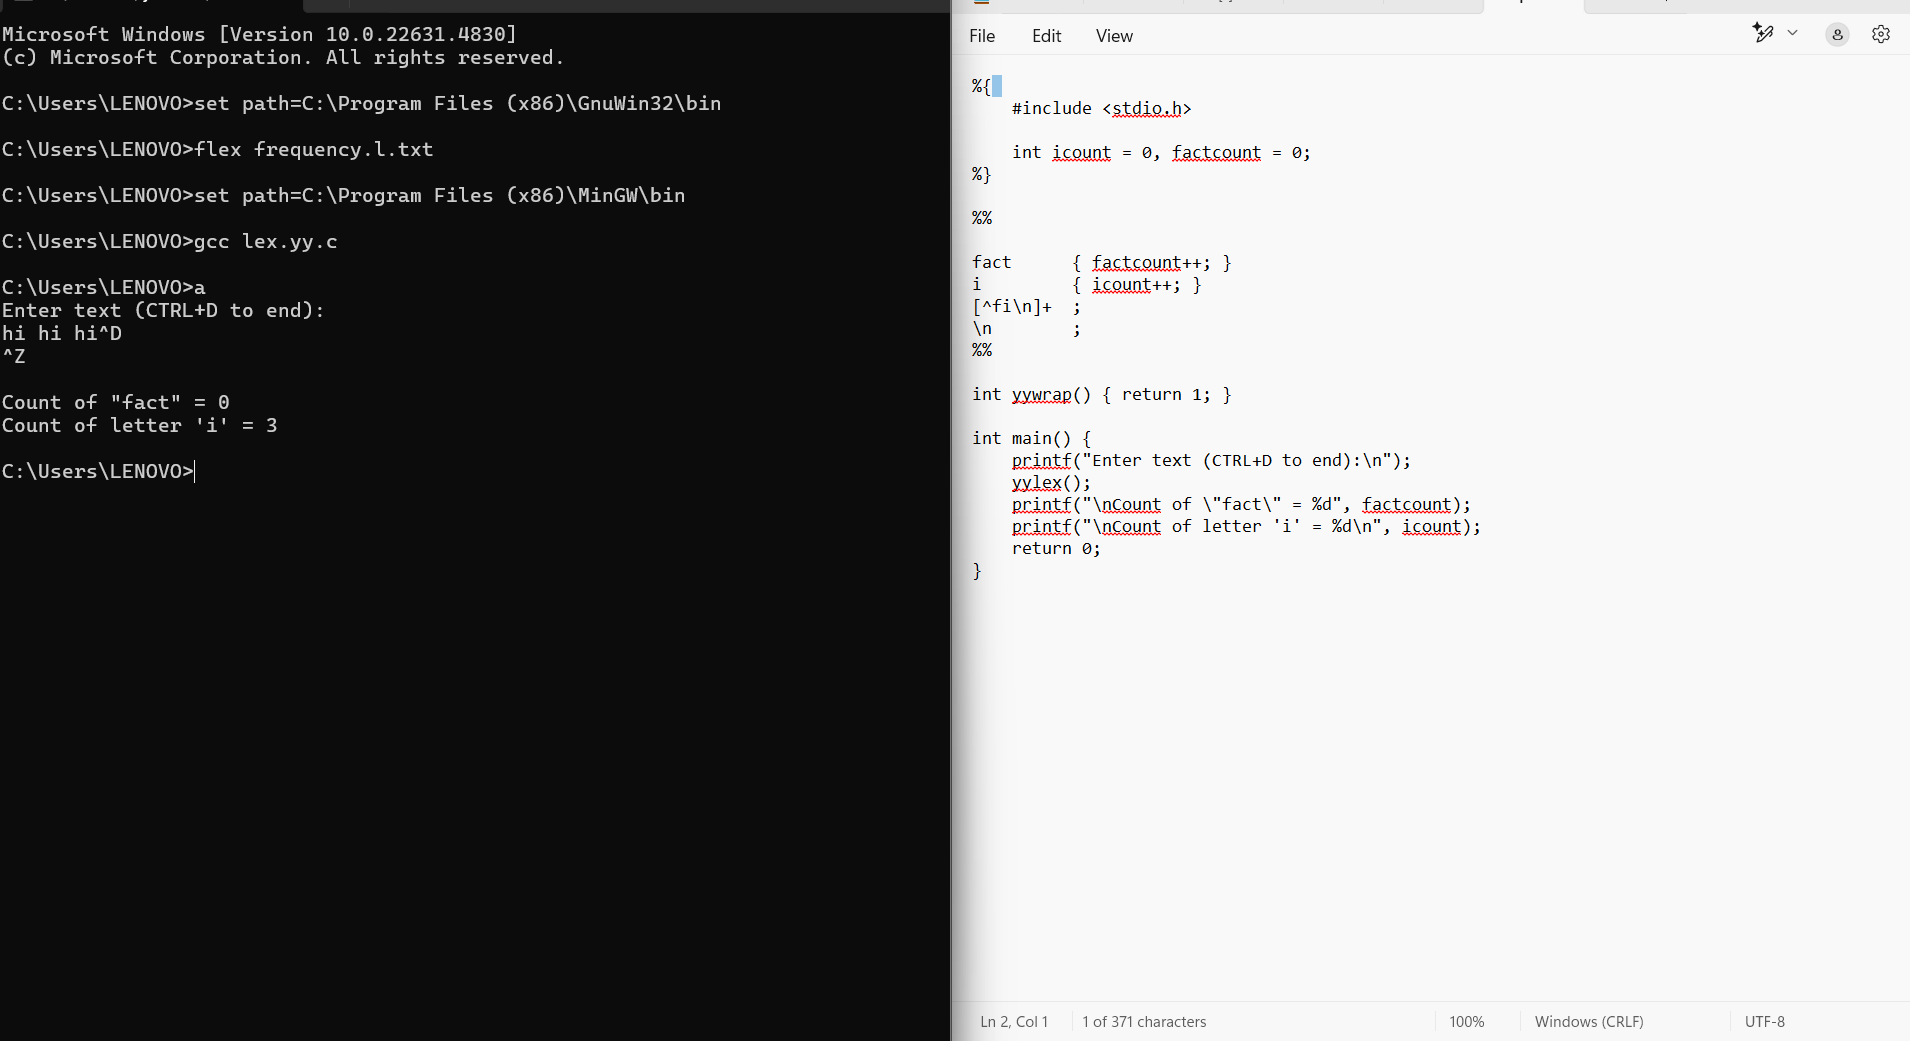 Microsoft Windows [Version 10.0.22631.4830]
(c) Microsoft Corporation. All rights reserved.
C:\Users\LENOVO>set path=C:\Program Files (x86)\GnuWin32\bin
C:\Users\LENOVO>flex frequency.l.txt
C:\Users\LENOVO>set path=C:\Program Files (x86)\MinGW\bin
C:\Users\LENOVO>gcc lex.yy.c
C:\Users\LENOVO>a
Enter text (CTRL+D to end):
hi hi hi^D
^Z
Count of "fact" = 0
Count of letter 'i' = 3
C:\Users\LENOVO>
File Edit View
%{
#include <stdio.h>
int icount = 0, factcount = 0;
%}
%%
fact { factcount++; }
i { icount++; }
[^fi\n]+ ;
\n ;
%%
int yywrap() { return 1; }
int main() {
printf("Enter text (CTRL+D to end):\n");
yylex();
printf("\nCount of \"fact\" = %d", factcount);
printf("\nCount of letter 'i' = %d\n", icount);
return 0;
}
Ln 2, Col 1 1 of 371 characters 100% Windows (CRLF) UTF-8